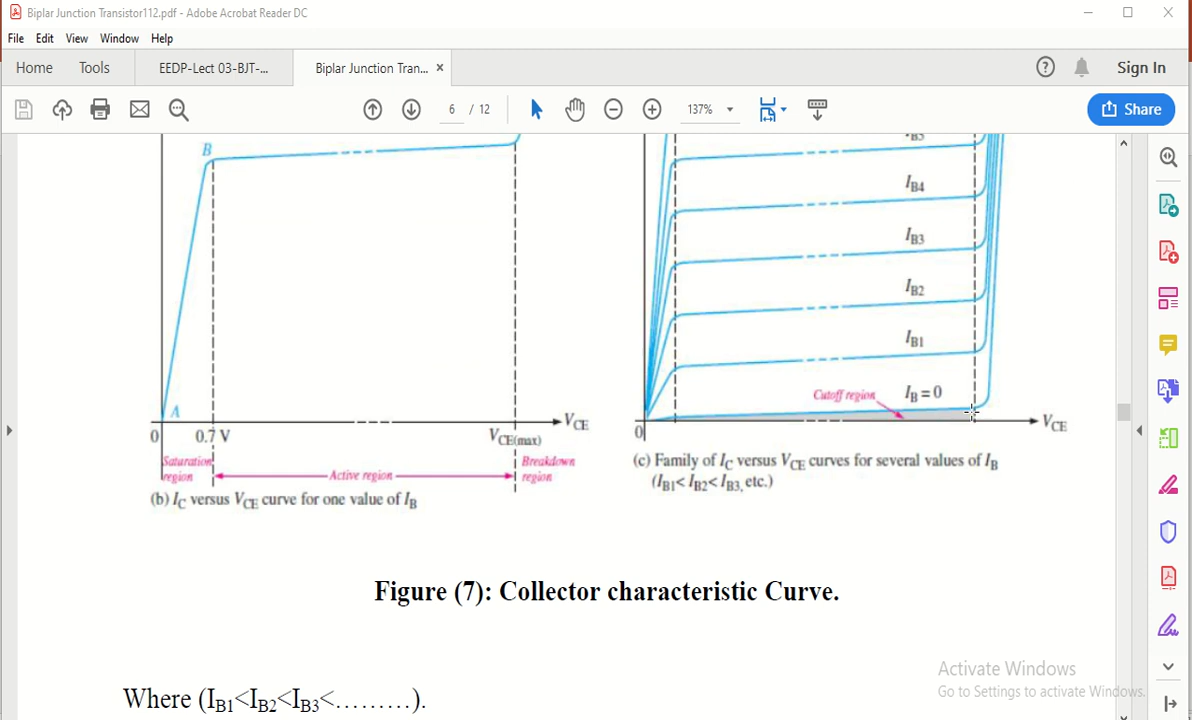 Biplar Junction Transistor112.pdf - Adobe Acrobat Reader DC
File Edit View Window Help
Home Tools EEDP-Lect 03-BJT-... Biplar Junction Tran... × Sign In
6 / 12 137% Share
B
A
0 0.7 V VCE(max) VCE
Saturation region
Active region
Breakdown region
(b) IC versus VCE curve for one value of IB
IB4
IB3
IB2
IB1
Cutoff region IB = 0
0 VCE
(c) Family of IC versus VCE curves for several values of IB
(IB1< IB2< IB3, etc.)
Figure (7): Collector characteristic Curve.
Where (IB1<IB2<IB3<.........).
Activate Windows
Go to Settings to activate Windows.